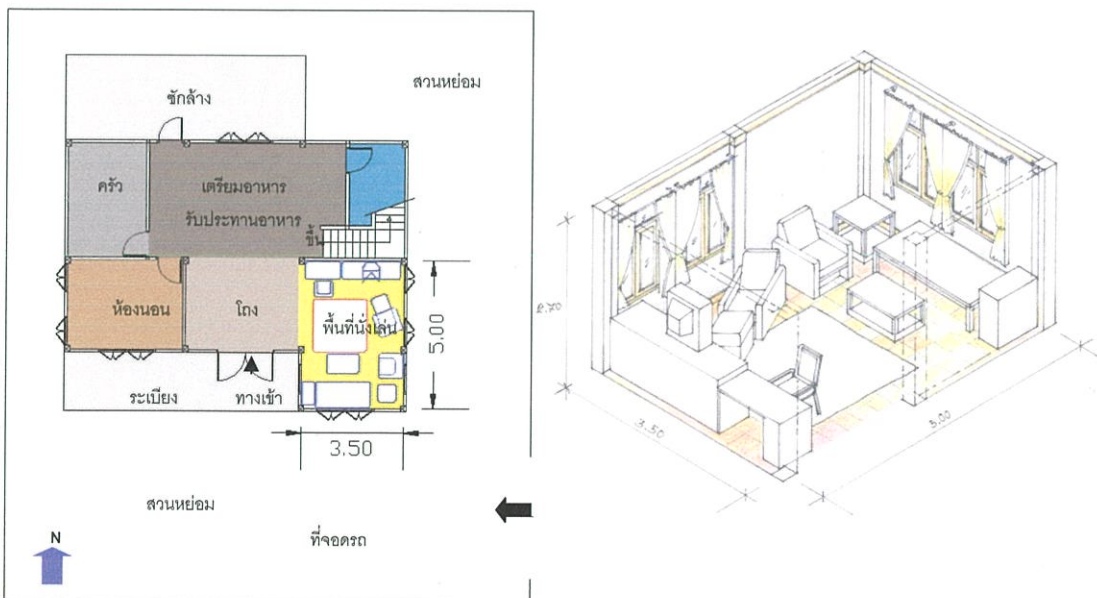 สวนหย่อม
ซักล้าง
ครัว
เตรียมอาหาร
รับประทานอาหาร
ขึ้น
ห้องนอน
โถง
พื้นที่นั่งเล่น
5.00
ระเบียง
ทางเข้า
3.50
สวนหย่อม
ที่จอดรถ
N
2.70
3.50
5.00